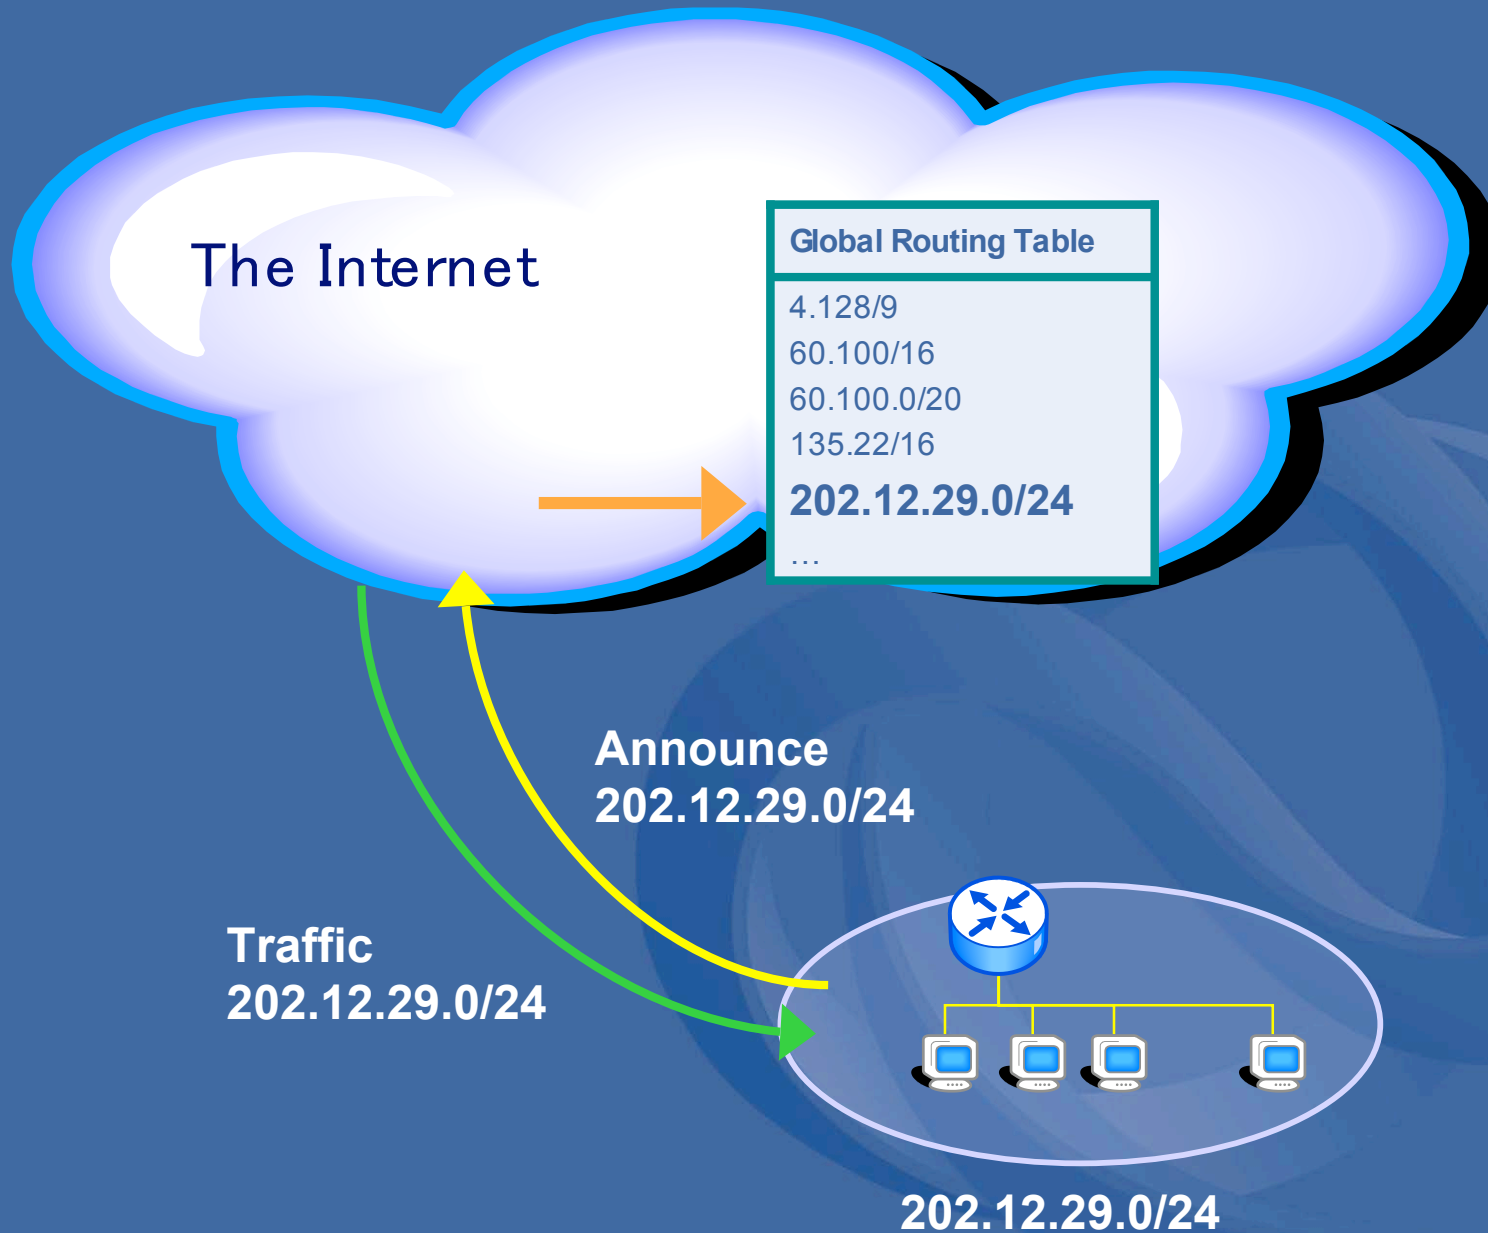 The Internet
Global Routing Table
4.128/9
60.100/16
60.100.0/20
135.22/16
202.12.29.0/24
…
Announce
202.12.29.0/24
Traffic
202.12.29.0/24
202.12.29.0/24